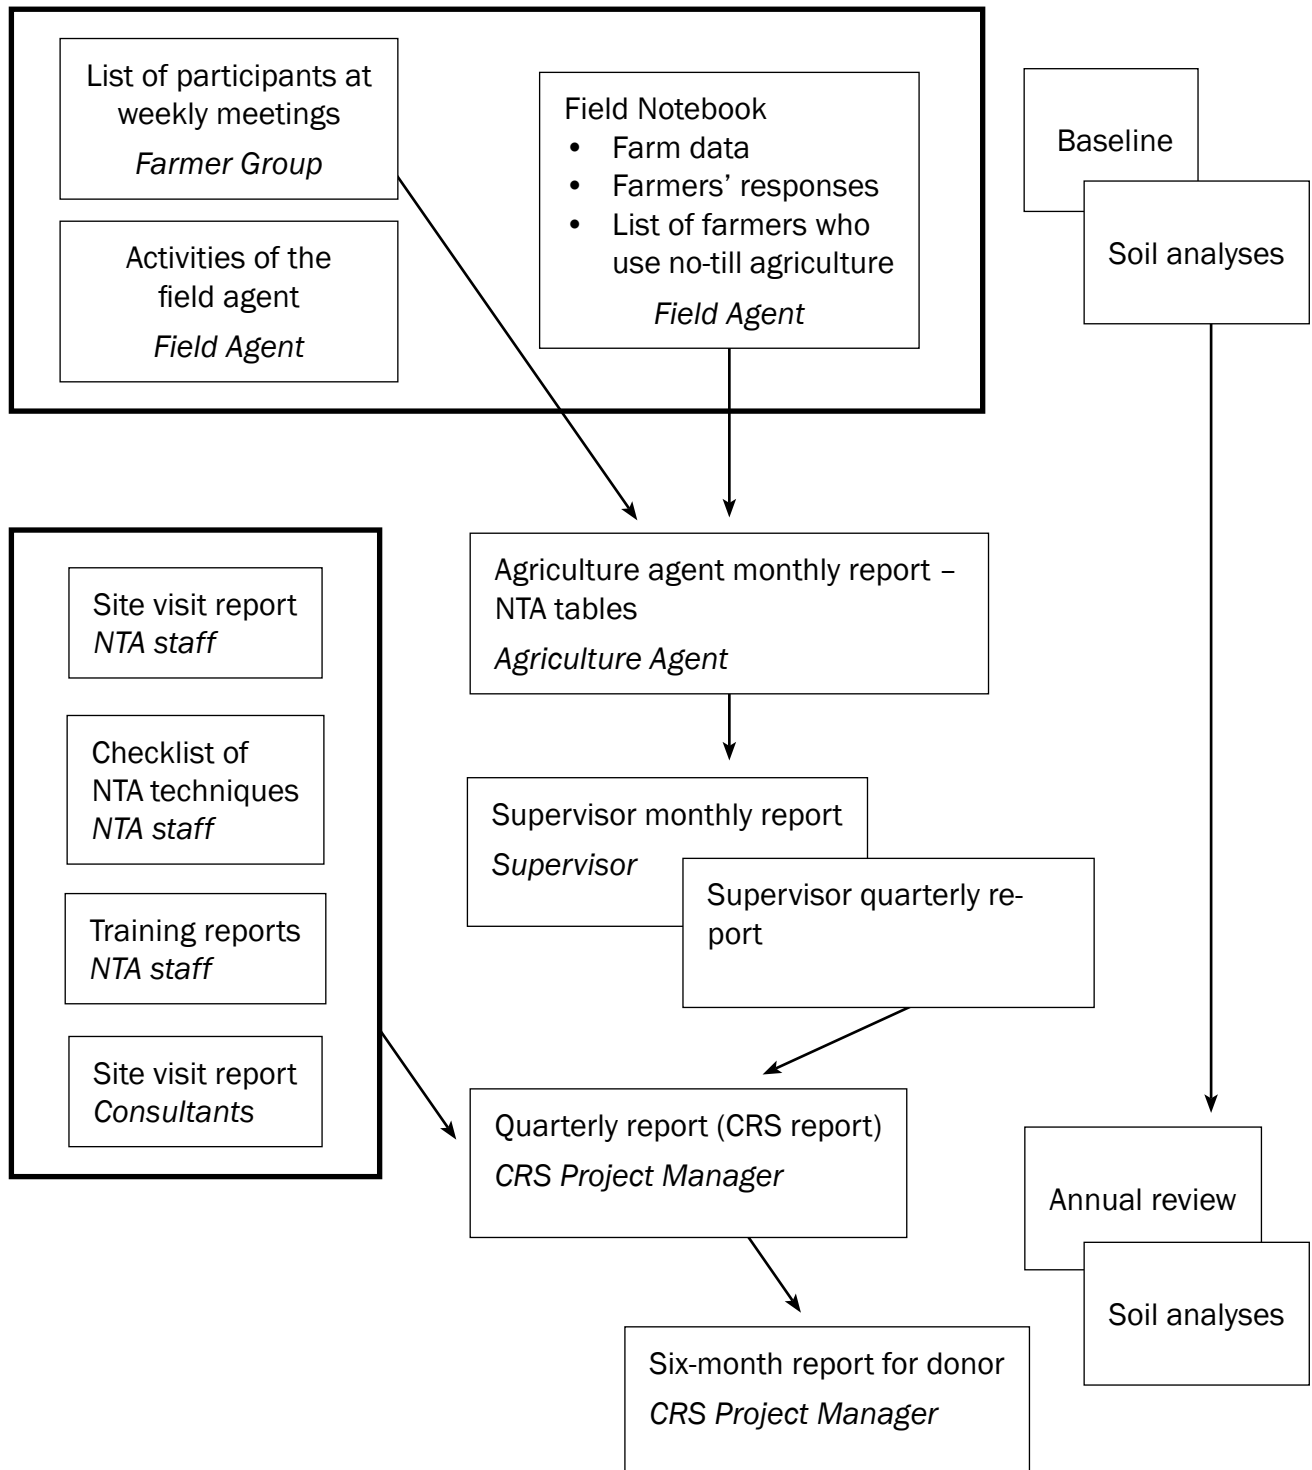 List of participants at
weekly meetings
Farmer Group
Activities of the
field agent
Field Agent
Field Notebook
• Farm data
• Farmers’ responses
• List of farmers who
use no-till agriculture
Field Agent
Baseline
Soil analyses
Site visit report
NTA staff
Checklist of
NTA techniques
NTA staff
Training reports
NTA staff
Site visit report
Consultants
Agriculture agent monthly report –
NTA tables
Agriculture Agent
Supervisor monthly report
Supervisor
Supervisor quarterly re-
port
Quarterly report (CRS report)
CRS Project Manager
Six-month report for donor
CRS Project Manager
Annual review
Soil analyses